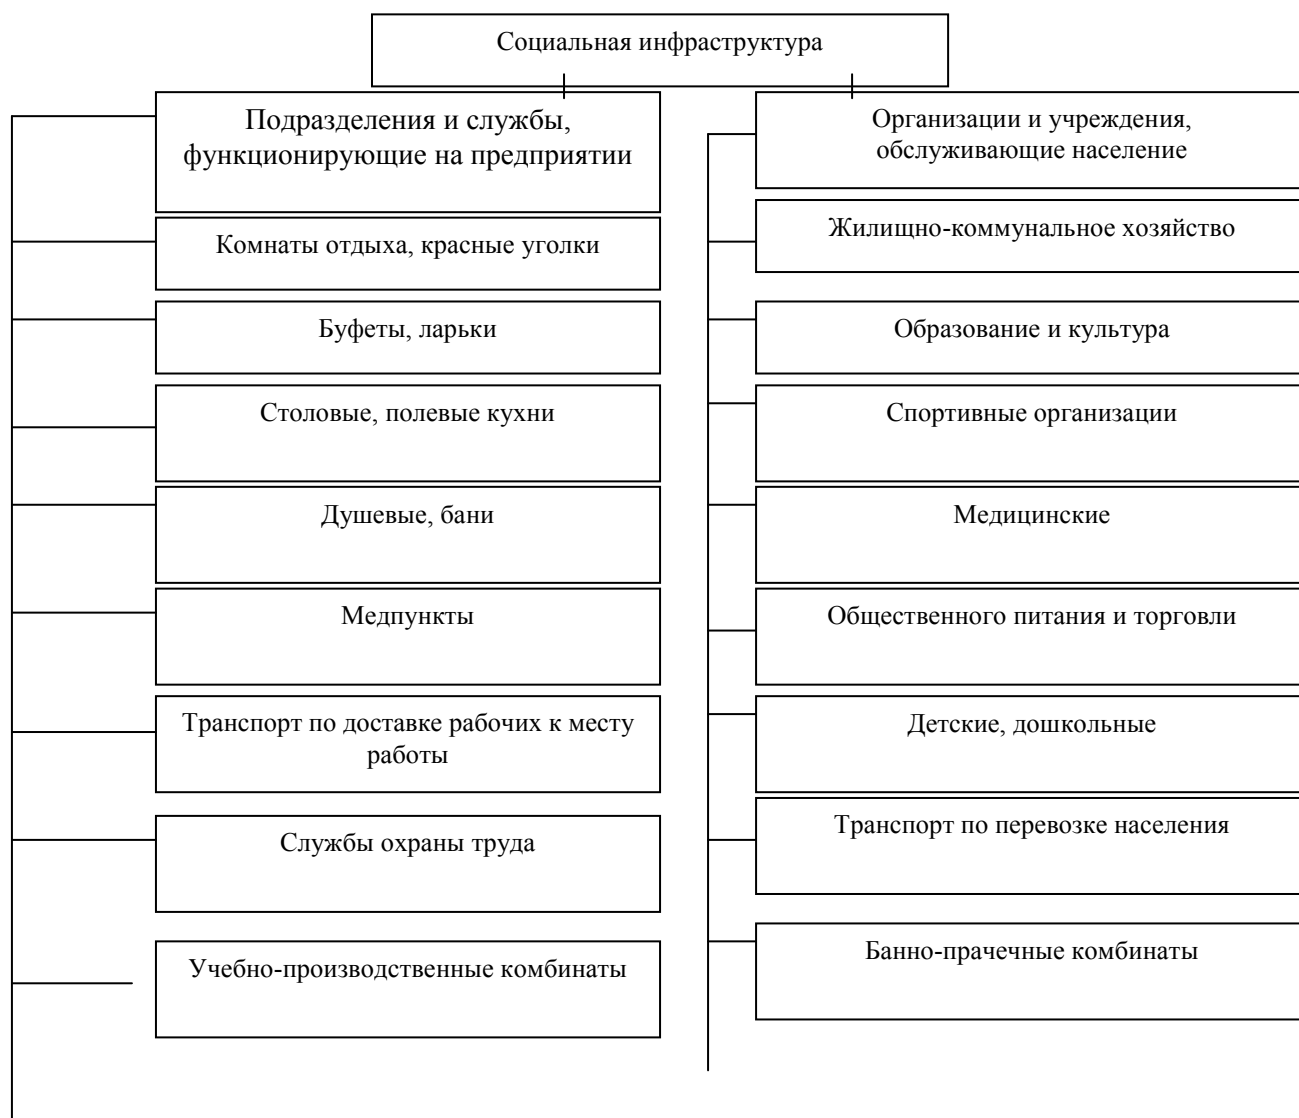 Социальная инфраструктура
Подразделения и службы,
функционирующие на предприятии
Комнаты отдыха, красные уголки
Буфеты, ларьки
Столовые, полевые кухни
Душевые, бани
Медпункты
Транспорт по доставке рабочих к месту
работы
Службы охраны труда
Учебно-производственные комбинаты
Организации и учреждения,
обслуживающие население
Жилищно-коммунальное хозяйство
Образование и культура
Спортивные организации
Медицинские
Общественного питания и торговли
Детские, дошкольные
Транспорт по перевозке населения
Банно-прачечные комбинаты